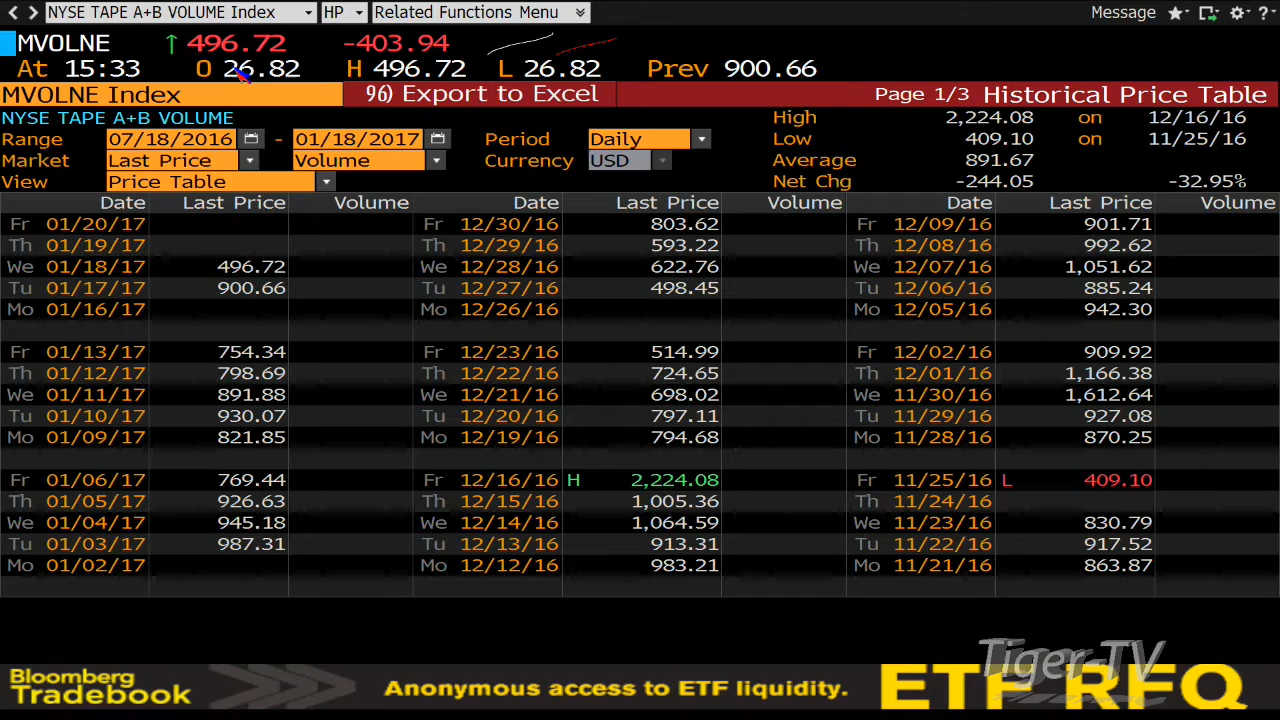 NYSE TAPE A+B VOLUME Index HP Related Functions Menu Message
MVOLNE ↑ 496.72 -403.94
At 15:33 O 26.82 H 496.72 L 26.82 Prev 900.66
MVOLNE Index 96) Export to Excel Page 1/3 Historical Price Table
NYSE TAPE A+B VOLUME High 2,224.08 on 12/16/16
Range 07/18/2016 - 01/18/2017 Period Daily Low 409.10 on 11/25/16
Market Last Price Volume Currency USD Average 891.67
View Price Table Net Chg -244.05 -32.95%
Date Last Price Volume Date Last Price Volume Date Last Price Volume
Fr 01/20/17 Fr 12/30/16 803.62 Fr 12/09/16 901.71
Th 01/19/17 Th 12/29/16 593.22 Th 12/08/16 992.62
We 01/18/17 496.72 We 12/28/16 622.76 We 12/07/16 1,051.62
Tu 01/17/17 900.66 Tu 12/27/16 498.45 Tu 12/06/16 885.24
Mo 01/16/17 Mo 12/26/16 Mo 12/05/16 942.30
Fr 01/13/17 754.34 Fr 12/23/16 514.99 Fr 12/02/16 909.92
Th 01/12/17 798.69 Th 12/22/16 724.65 Th 12/01/16 1,166.38
We 01/11/17 891.88 We 12/21/16 698.02 We 11/30/16 1,612.64
Tu 01/10/17 930.07 Tu 12/20/16 797.11 Tu 11/29/16 927.08
Mo 01/09/17 821.85 Mo 12/19/16 794.68 Mo 11/28/16 870.25
Fr 01/06/17 769.44 Fr 12/16/16 H 2,224.08 Fr 11/25/16 L 409.10
Th 01/05/17 926.63 Th 12/15/16 1,005.36 Th 11/24/16
We 01/04/17 945.18 We 12/14/16 1,064.59 We 11/23/16 830.79
Tu 01/03/17 987.31 Tu 12/13/16 913.31 Tu 11/22/16 917.52
Mo 01/02/17 Mo 12/12/16 983.21 Mo 11/21/16 863.87
Tiger-TV
Bloomberg
Tradebook Anonymous access to ETF liquidity. ETF RFQ